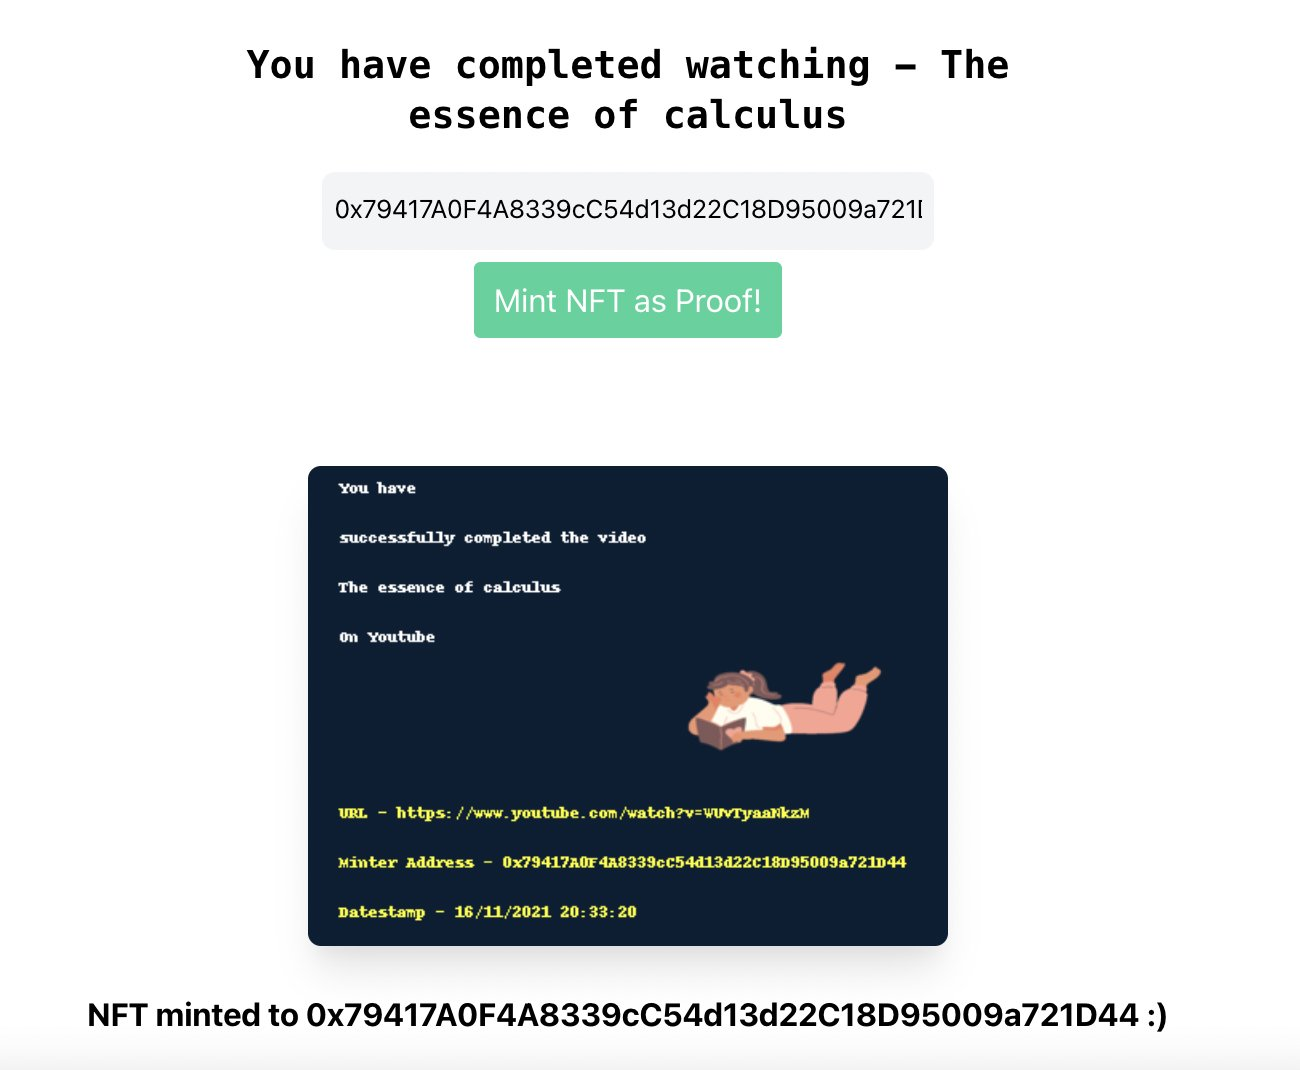 You have completed watching – The
essence of calculus
0x79417A0F4A8339cC54d13d22C18D95009a721D
Mint NFT as Proof!
You have
successfully completed the video
The essence of calculus
On Youtube
URL - https://www.youtube.com/watch?v=WUvTyaaNkzM
Minter Address - 0x79417A0F4A8339cC54d13d22C18D95009a721D44
Datestamp - 16/11/2021 20:33:20
NFT minted to 0x79417A0F4A8339cC54d13d22C18D95009a721D44 :)